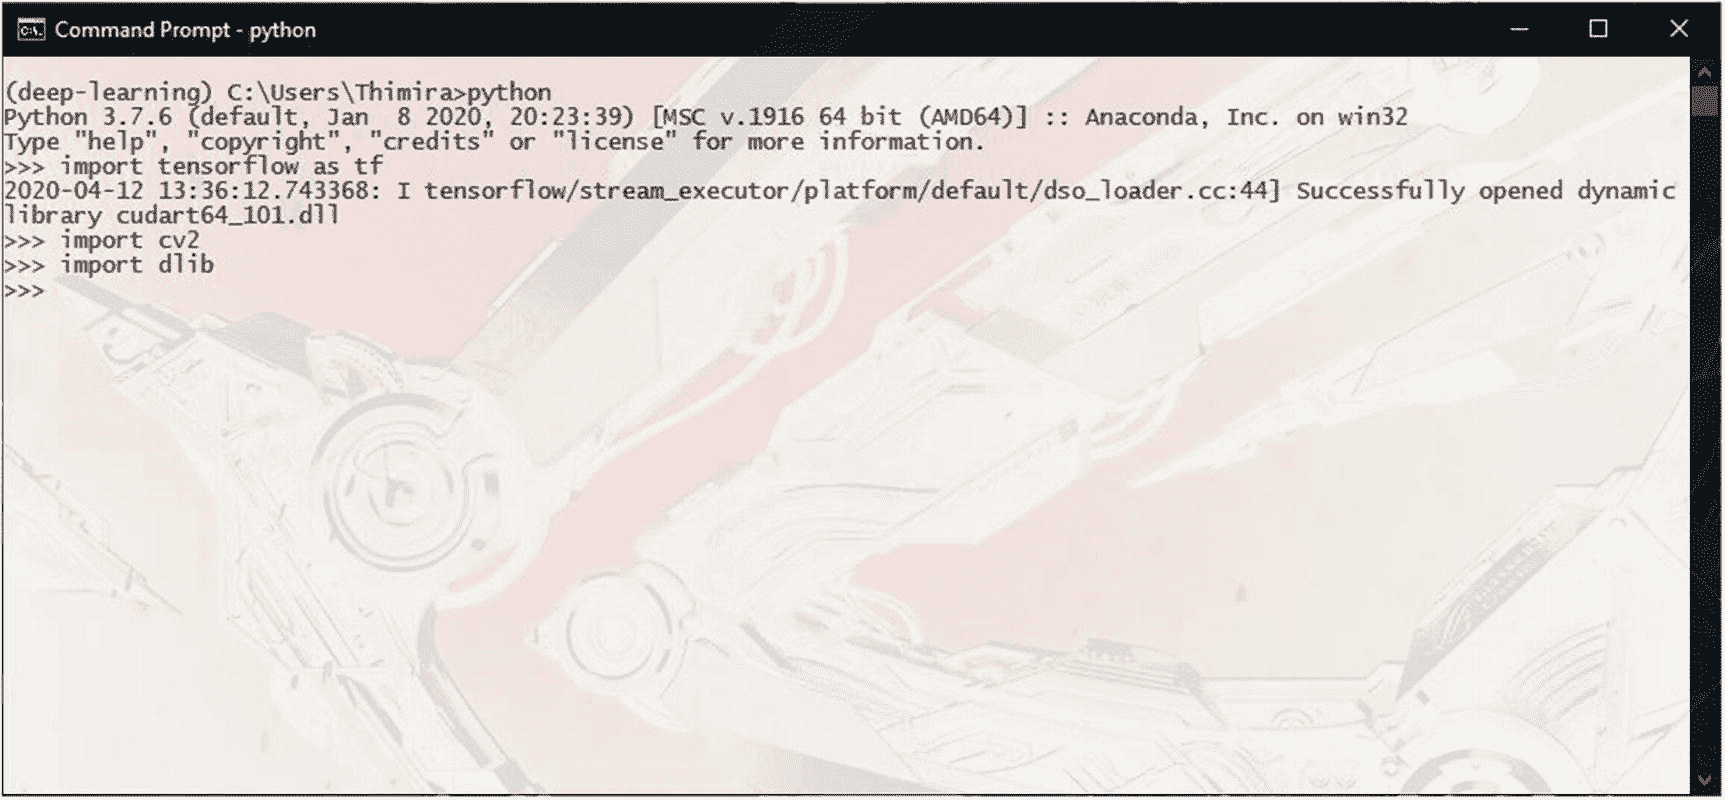 Command Prompt - python
(deep-learning) C:\Users\Thimira>python
Python 3.7.6 (default, Jan  8 2020, 20:23:39) [MSC v.1916 64 bit (AMD64)] :: Anaconda, Inc. on win32
Type "help", "copyright", "credits" or "license" for more information.
>>> import tensorflow as tf
2020-04-12 13:36:12.743368: I tensorflow/stream_executor/platform/default/dso_loader.cc:44] Successfully opened dynamic
library cudart64_101.dll
>>> import cv2
>>> import dlib
>>>